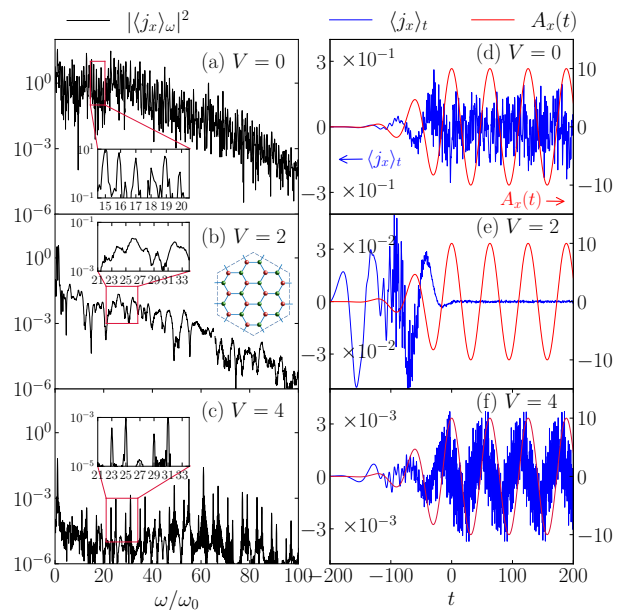 |⟨j_x⟩_ω|²
⟨j_x⟩_t A_x(t)
(a) V = 0
10^0
10^{-3}
10^{-6}
10^1
10^{-1}
15 16 17 18 19 20
(b) V = 2
10^0
10^{-3}
10^{-6}
10^{-1}
10^{-3}
21 23 25 27 29 31 33
(c) V = 4
10^0
10^{-3}
10^{-6}
10^{-3}
10^{-5}
21 23 25 27 29 31 33
0 20 40 60 80 100
ω/ω_0
(d) V = 0
3
0
−3
×10^{-1}
×10^{-1}
10
0
−10
← ⟨j_x⟩_t
A_x(t) →
(e) V = 2
3
0
−3
×10^{-2}
×10^{-2}
10
0
−10
(f) V = 4
3
0
−3
×10^{-3}
×10^{-3}
10
0
−10
−200 −100 0 100 200
t